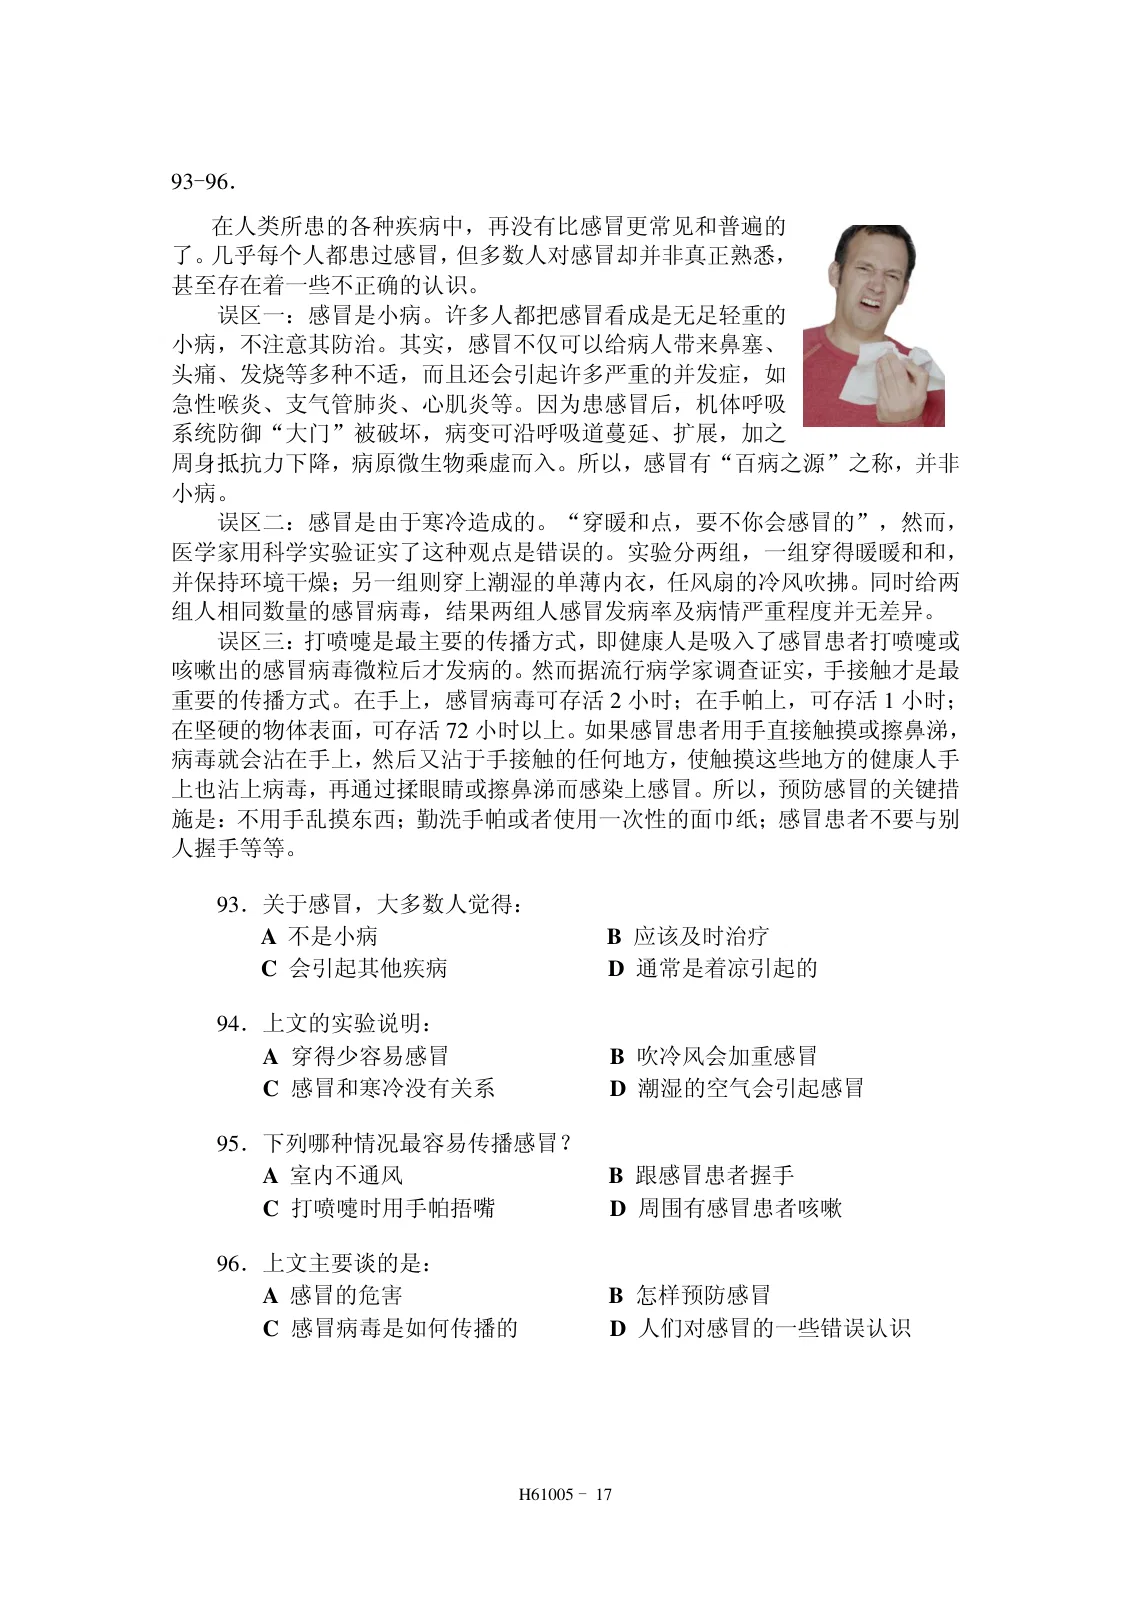 93-96．
在人类所患的各种疾病中，再没有比感冒更常见和普遍的
了。几乎每个人都患过感冒，但多数人对感冒却并非真正熟悉，
甚至存在着一些不正确的认识。
误区一：感冒是小病。许多人都把感冒看成是无足轻重的
小病，不注意其防治。其实，感冒不仅可以给病人带来鼻塞、
头痛、发烧等多种不适，而且还会引起许多严重的并发症，如
急性喉炎、支气管肺炎、心肌炎等。因为患感冒后，机体呼吸
系统防御“大门”被破坏，病变可沿呼吸道蔓延、扩展，加之
周身抵抗力下降，病原微生物乘虚而入。所以，感冒有“百病之源”之称，并非
小病。
误区二：感冒是由于寒冷造成的。“穿暖和点，要不你会感冒的”，然而，
医学家用科学实验证实了这种观点是错误的。实验分两组，一组穿得暖暖和和，
并保持环境干燥；另一组则穿上潮湿的单薄内衣，任风扇的冷风吹拂。同时给两
组人相同数量的感冒病毒，结果两组人感冒发病率及病情严重程度并无差异。
误区三：打喷嚏是最主要的传播方式，即健康人是吸入了感冒患者打喷嚏或
咳嗽出的感冒病毒微粒后才发病的。然而据流行病学家调查证实，手接触才是最
重要的传播方式。在手上，感冒病毒可存活 2 小时；在手帕上，可存活 1 小时；
在坚硬的物体表面，可存活 72 小时以上。如果感冒患者用手直接触摸或擦鼻涕，
病毒就会沾在手上，然后又沾于手接触的任何地方，使触摸这些地方的健康人手
上也沾上病毒，再通过揉眼睛或擦鼻涕而感染上感冒。所以，预防感冒的关键措
施是：不用手乱摸东西；勤洗手帕或者使用一次性的面巾纸；感冒患者不要与别
人握手等等。
93．关于感冒，大多数人觉得：
A 不是小病 B 应该及时治疗
C 会引起其他疾病 D 通常是着凉引起的
94．上文的实验说明：
A 穿得少容易感冒 B 吹冷风会加重感冒
C 感冒和寒冷没有关系 D 潮湿的空气会引起感冒
95．下列哪种情况最容易传播感冒？
A 室内不通风 B 跟感冒患者握手
C 打喷嚏时用手帕捂嘴 D 周围有感冒患者咳嗽
96．上文主要谈的是：
A 感冒的危害 B 怎样预防感冒
C 感冒病毒是如何传播的 D 人们对感冒的一些错误认识
H61005－ 17